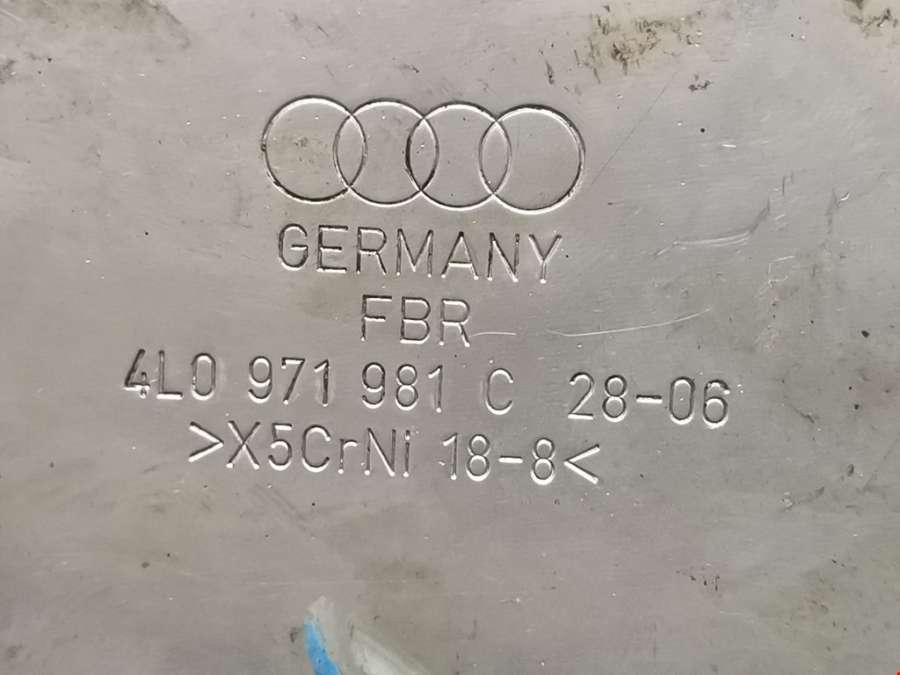 GERMANY
FBR
4L0 971 981 C 28-06
>X5CrNi 18-8<